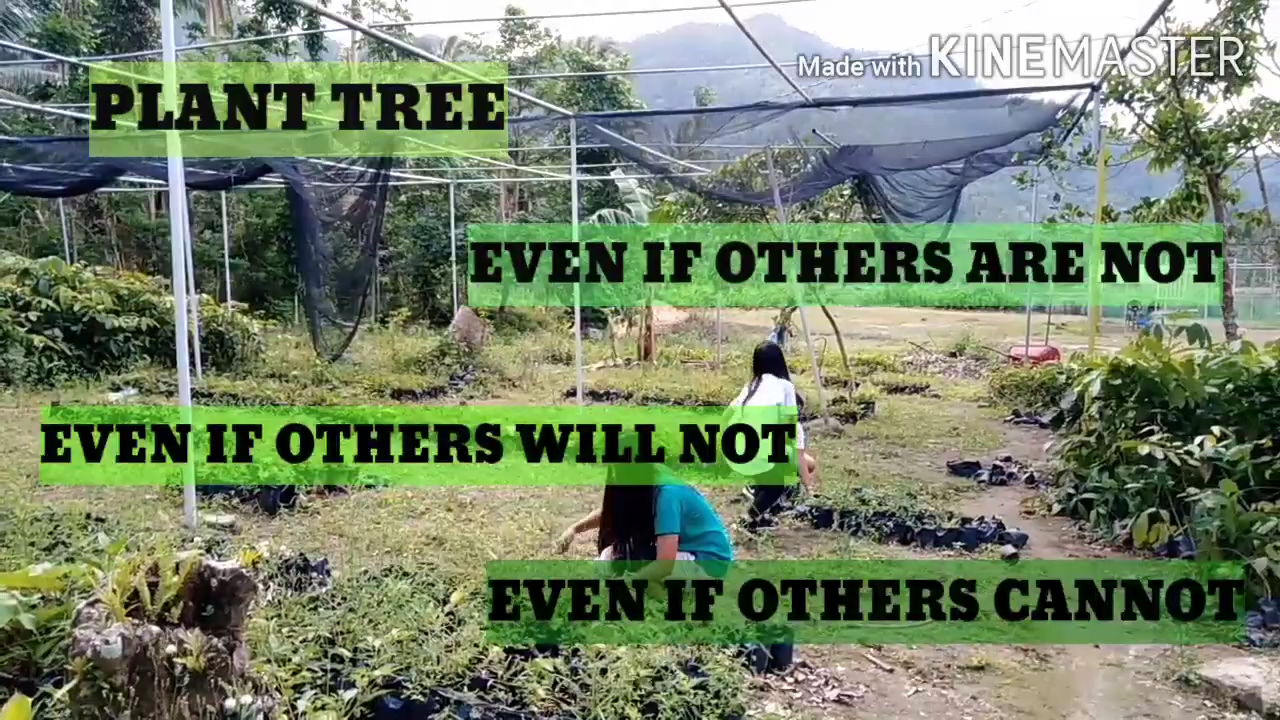 Made with KINEMASTER
PLANT TREE
EVEN IF OTHERS ARE NOT
EVEN IF OTHERS WILL NOT
EVEN IF OTHERS CANNOT